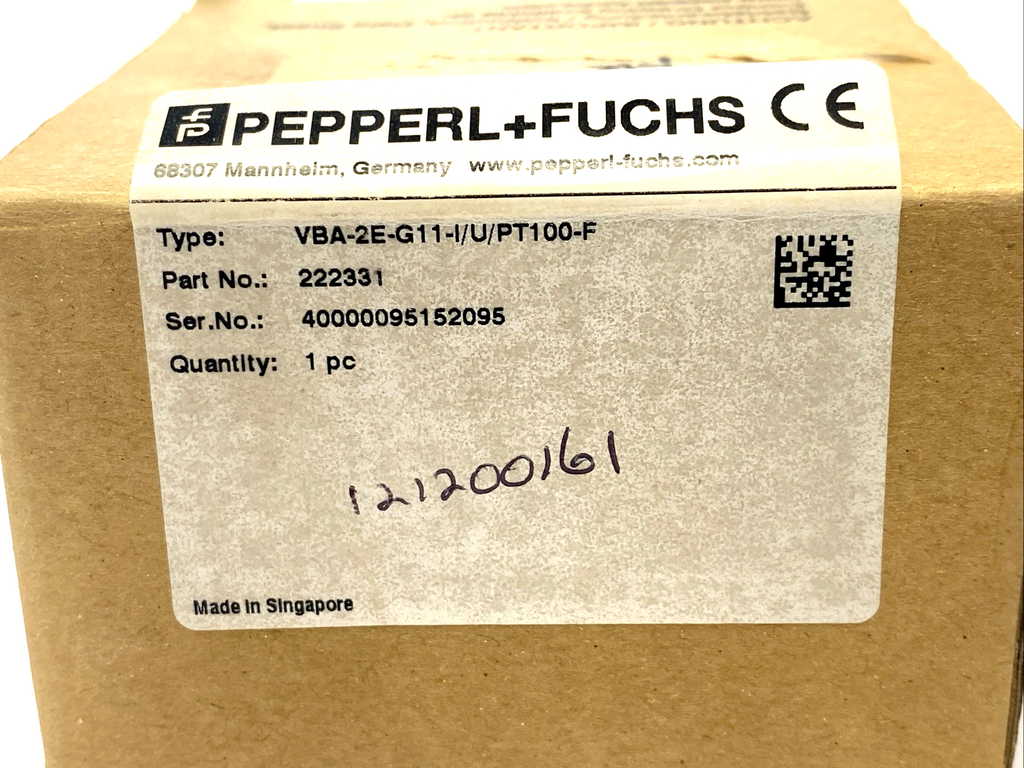 PEPPERL+FUCHS CE
68307 Mannheim, Germany www.pepperl-fuchs.com
Type: VBA-2E-G11-I/U/PT100-F
Part No.: 222331
Ser.No.: 40000095152095
Quantity: 1 pc
121200161
Made in Singapore